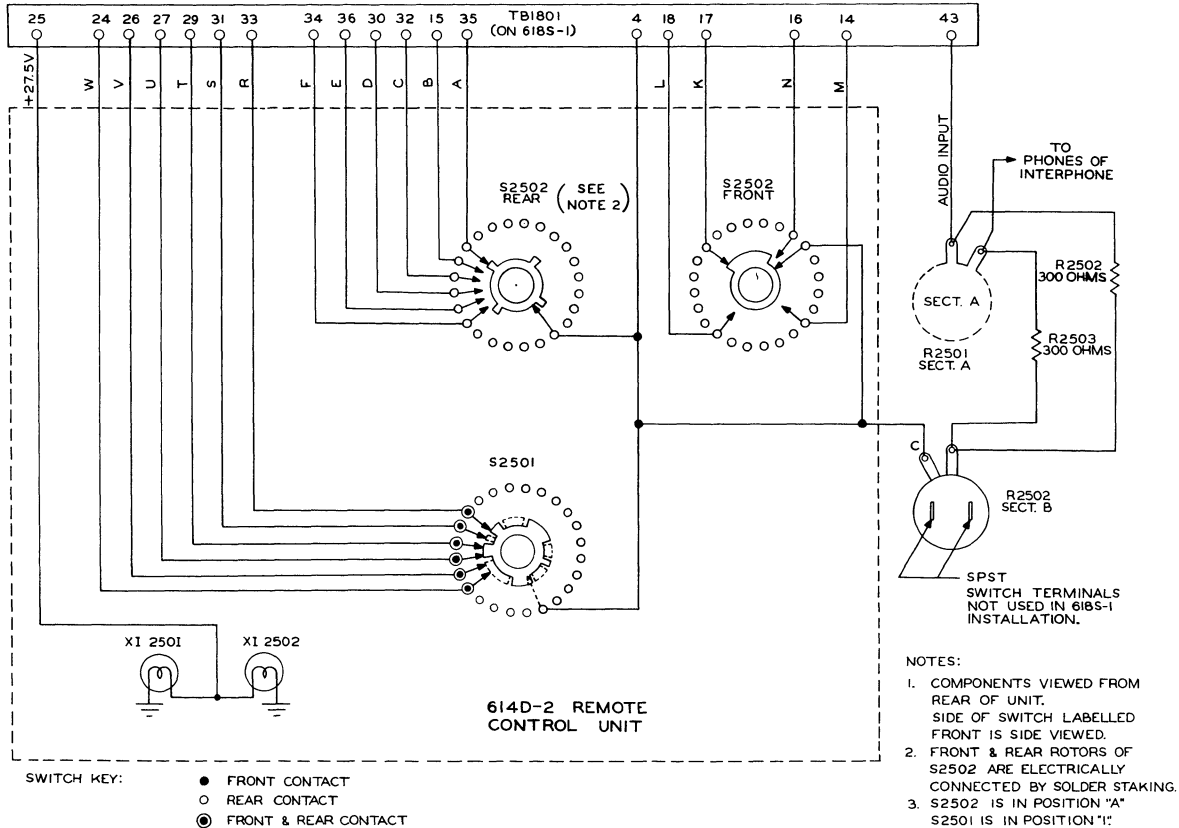 25 24 26 27 29 31 33 34 36 30 32 15 35 TB1801 4 18 17 16 14 43
(ON 618S-1)
+27.5V W V U T S R F E D C B A L K N M
AUDIO INPUT
TO
PHONES OF
INTERPHONE
S2502
REAR
(SEE
NOTE 2)
S2502
FRONT
R2502
300 OHMS
SECT. A
R2503
300 OHMS
R2501
SECT. A
S2501
C
R2502
SECT. B
SPST
SWITCH TERMINALS
NOT USED IN 618S-1
INSTALLATION.
XI 2501 XI 2502
614D-2 REMOTE
CONTROL UNIT
NOTES:
1. COMPONENTS VIEWED FROM
REAR OF UNIT.
SIDE OF SWITCH LABELLED
FRONT IS SIDE VIEWED.
2. FRONT & REAR ROTORS OF
S2502 ARE ELECTRICALLY
CONNECTED BY SOLDER STAKING.
3. S2502 IS IN POSITION "A"
S2501 IS IN POSITION "1".
SWITCH KEY:
FRONT CONTACT
REAR CONTACT
FRONT & REAR CONTACT